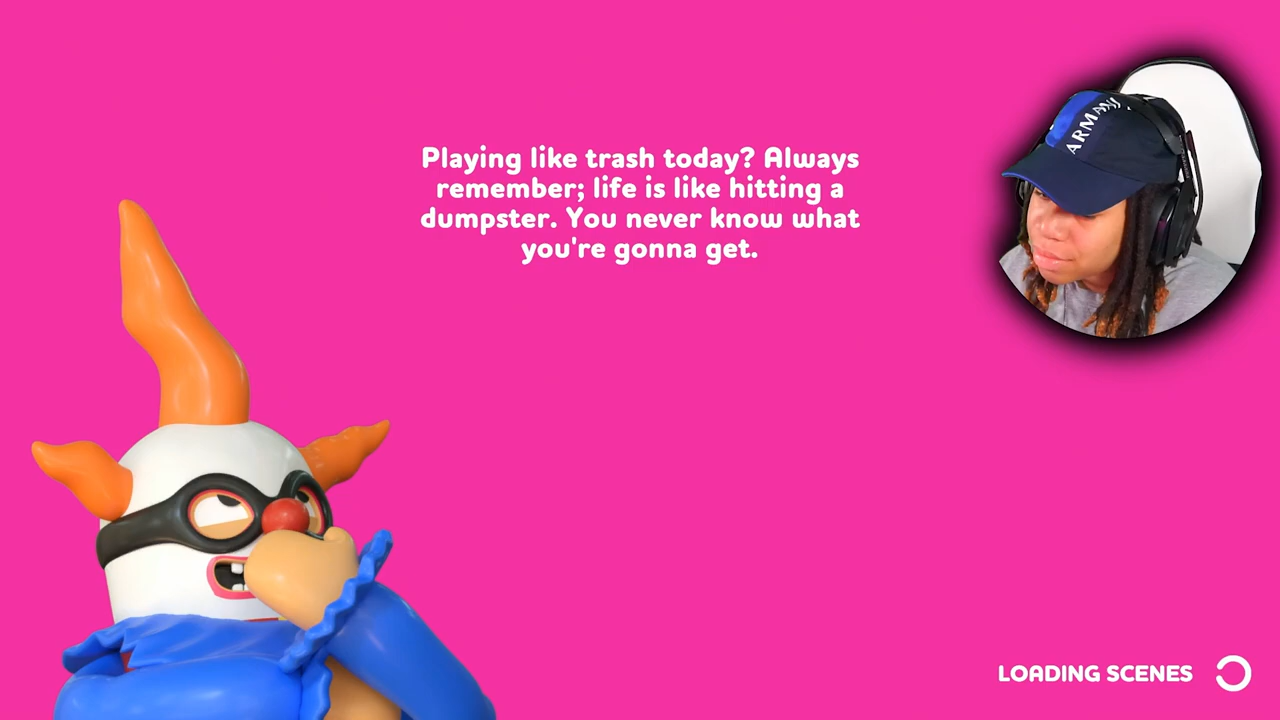 Playing like trash today? Always
remember; life is like hitting a
dumpster. You never know what
you're gonna get.
ARMANI
LOADING SCENES